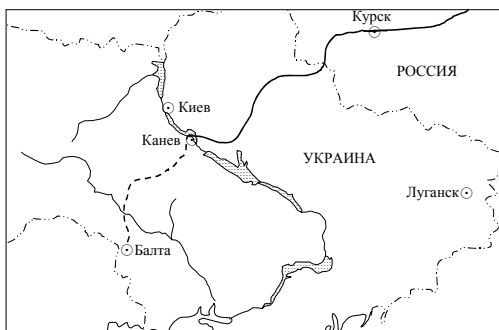 Курск
РОССИЯ
Киев
Канев
УКРАИНА
Луганск
Балта